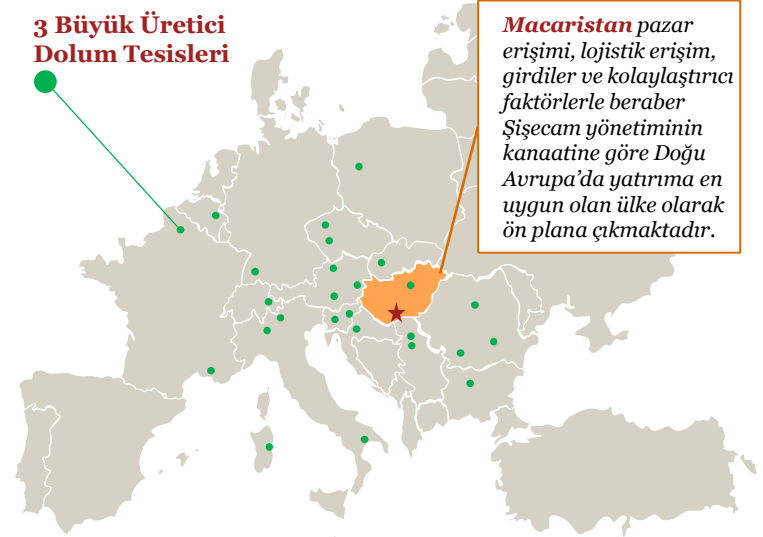 3 Büyük Üretici
Dolum Tesisleri
Macaristan pazar
erişimi, lojistik erişim,
girdiler ve kolaylaştırıcı
faktörlerle beraber
Şişecam yönetiminin
kanaatine göre Doğu
Avrupa’da yatırıma en
uygun olan ülke olarak
ön plana çıkmaktadır.